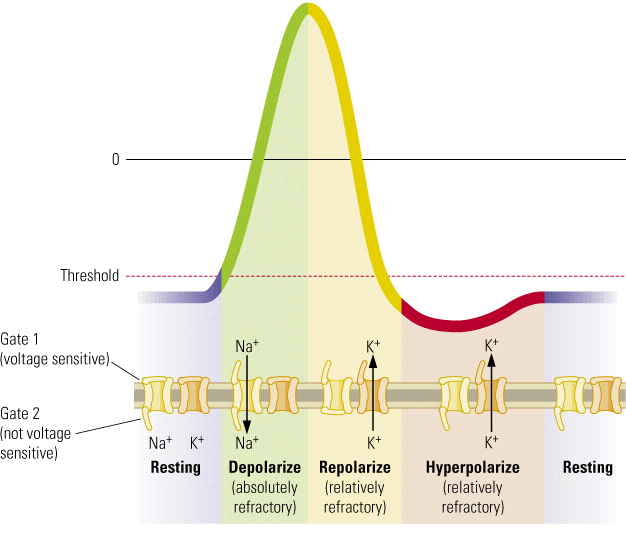 0
Threshold
Gate 1
(voltage sensitive)
Gate 2
(not voltage
sensitive)
Na+
K+
K+
Na+ K+
Na+
K+
K+
Resting
Depolarize
(absolutely
refractory)
Repolarize
(relatively
refractory)
Hyperpolarize
(relatively
refractory)
Resting